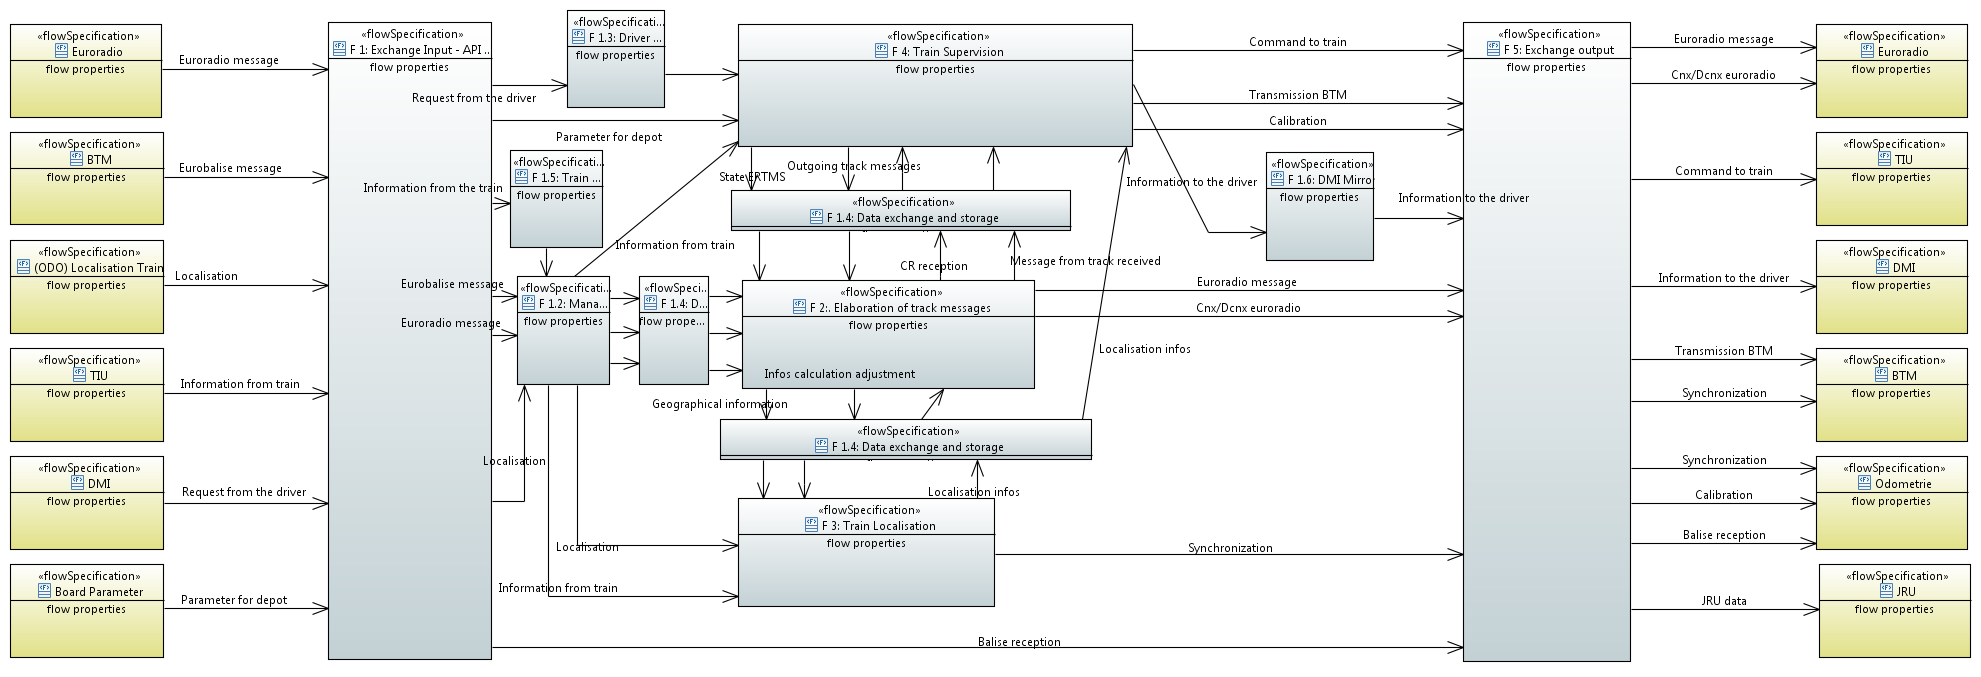 «flowSpecification»
Euroradio
flow properties
«flowSpecification»
BTM
flow properties
«flowSpecification»
(ODO) Localisation Train
flow properties
«flowSpecification»
TIU
flow properties
«flowSpecification»
DMI
flow properties
«flowSpecification»
Board Parameter
flow properties
Euroradio message
Eurobalise message
Localisation
Information from train
Request from the driver
Parameter for depot
«flowSpecification»
F 1: Exchange Input - API ..
flow properties
Request from the driver
Parameter for depot
Information from the train
Eurobalise message
Euroradio message
Localisation
Localisation
Information from train
Balise reception
«flowSpecificati...
F 1.3: Driver ...
flow properties
«flowSpecificati...
F 1.5: Train ...
flow properties
Information from train
«flowSpecificati...
F 1.2: Mana...
flow properties
«flowSpeci...
F 1.4: D...
flow prope...
«flowSpecification»
F 4: Train Supervision
flow properties
State ERTMS
Outgoing track messages
«flowSpecification»
F 1.4: Data exchange and storage
CR reception
Message from track received
«flowSpecification»
F 2:. Elaboration of track messages
flow properties
Infos calculation adjustment
Geographical information
Localisation infos
«flowSpecification»
F 1.4: Data exchange and storage
Localisation infos
«flowSpecification»
F 3: Train Localisation
flow properties
Command to train
Transmission BTM
Calibration
Information to the driver
«flowSpecification»
F 1.6: DMI Mirro
flow properties
Information to the driver
Euroradio message
Cnx/Dcnx euroradio
Synchronization
«flowSpecification»
F 5: Exchange output
flow properties
Euroradio message
Cnx/Dcnx euroradio
Command to train
Information to the driver
Transmission BTM
Synchronization
Synchronization
Calibration
Balise reception
JRU data
«flowSpecification»
Euroradio
flow properties
«flowSpecification»
TIU
flow properties
«flowSpecification»
DMI
flow properties
«flowSpecification»
BTM
flow properties
«flowSpecification»
Odometrie
flow properties
«flowSpecification»
JRU
flow properties